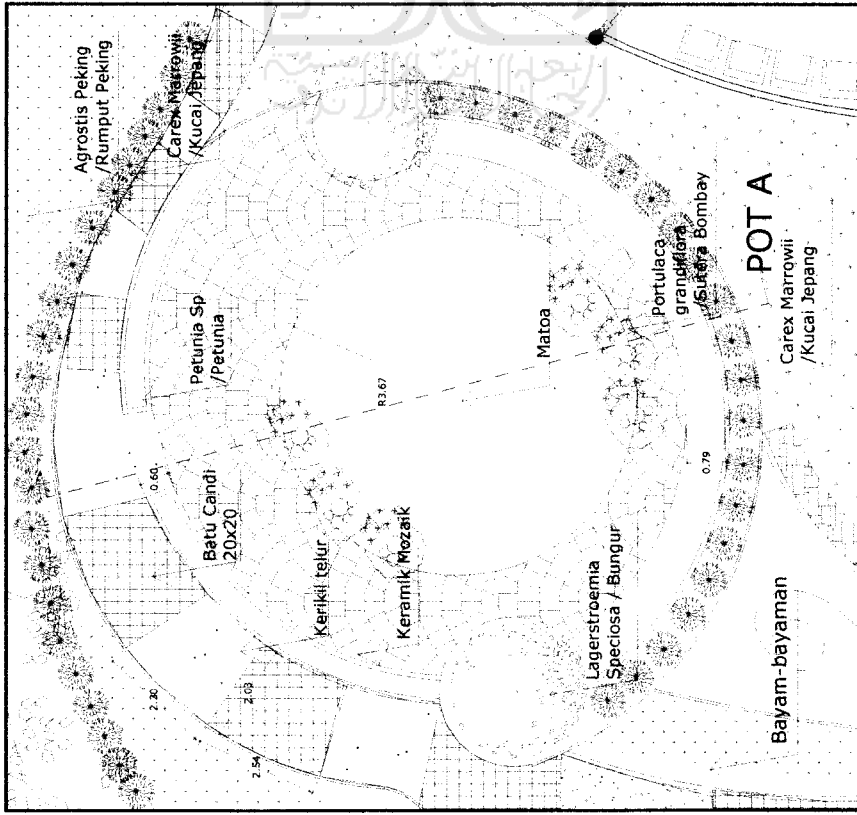 Agrostis Peking
/Rumput Peking
Carex Marrowii
/Kucai Jepang
Petunia Sp
/Petunia
Batu Candi
20x20
Kerikil telur
Keramik Mozaik
Matoa
Portulaca
grandiflora
/Sutera Bombay
Lagerstroemia
Speciosa / Bungur
POT A
Carex Marrowii
/Kucai Jepang
Bayam-bayaman
0.60
R3.67
0.79
2.03
2.54